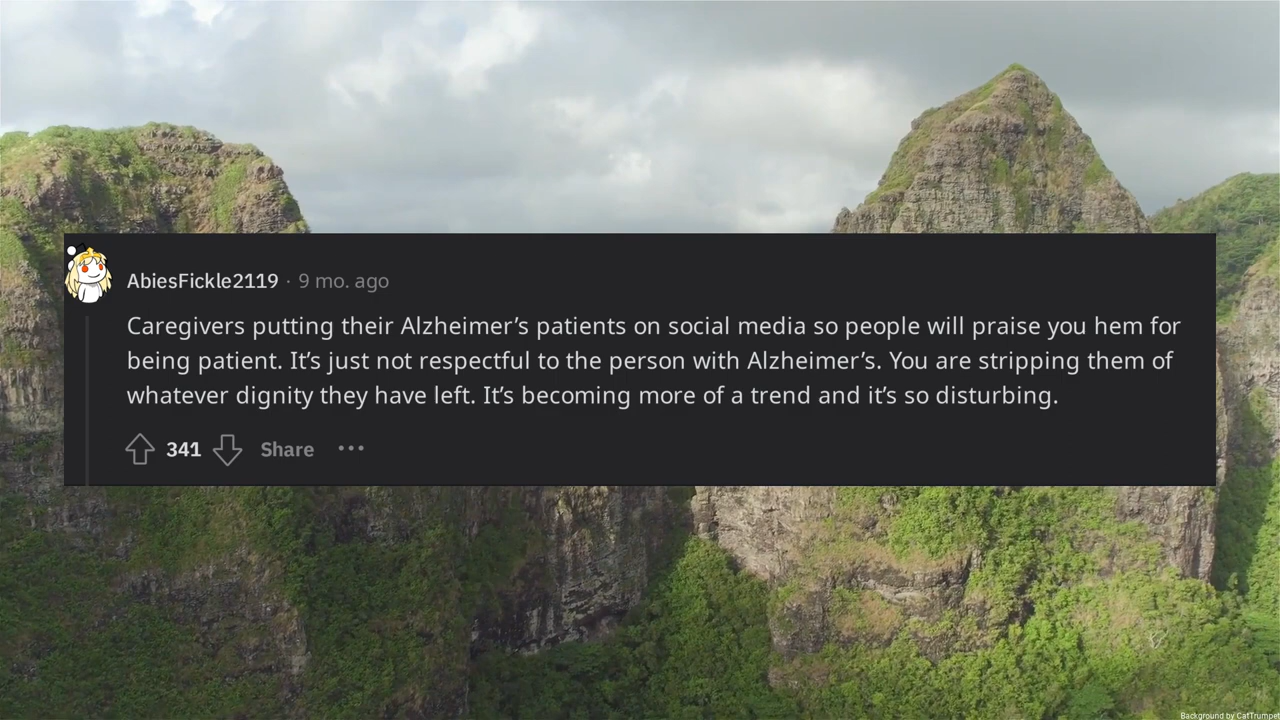 AbiesFickle2119 · 9 mo. ago
Caregivers putting their Alzheimer’s patients on social media so people will praise you hem for
being patient. It’s just not respectful to the person with Alzheimer’s. You are stripping them of
whatever dignity they have left. It’s becoming more of a trend and it’s so disturbing.
341 Share ···
Background by CatTrumpet